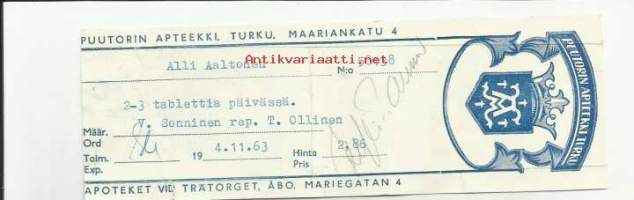 PUUTORIN APTEEKKI, TURKU, MAARIANKATU 4
Antikvariaatti.net
Alli Aaltonen
N:o
2-3 tablettia päivässä.
V. Sonninen rep. T. Ollinen
Määr.
Ord
Toim. 19 4.11.63 Hinta 2,86
Exp. Pris
APOTEKET VID TRÄTORGET, ÅBO, MARIEGATAN 4
PUUTORIN APTEEKKI TURKU